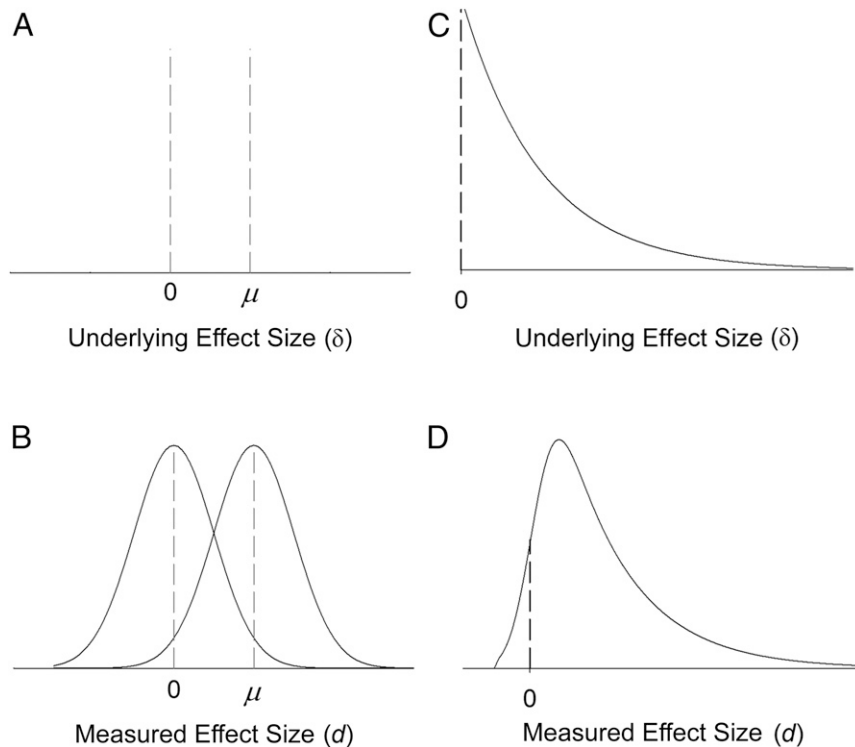 A
0 μ
Underlying Effect Size (δ)
C
0
Underlying Effect Size (δ)
B
0 μ
Measured Effect Size (d)
D
0
Measured Effect Size (d)